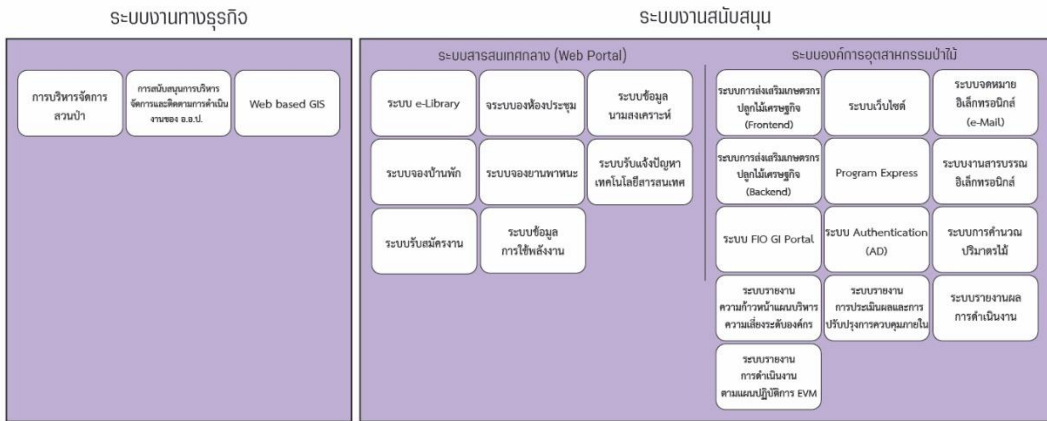 ระบบงานทางธุรกิจ
ระบบงานสนับสนุน
การบริหารจัดการ
สวนป่า
การสนับสนุนการบริหาร
จัดการและติดตามการดำเนิน
งานของ อ.อ.ป.
Web based GIS
ระบบสารสนเทศกลาง (Web Portal)
ระบบ e-Library
จระบบองห้องประชุม
ระบบข้อมูล
นามสงเคราะห์
ระบบจองบ้านพัก
ระบบจองยานพาหนะ
ระบบรับแจ้งปัญหา
เทคโนโลยีสารสนเทศ
ระบบรับสมัครงาน
ระบบข้อมูล
การใช้พลังงาน
ระบบองค์การอุตสาหกรรมป่าไม้
ระบบการส่งเสริมเกษตรกร
ปลูกไม้เศรษฐกิจ
(Frontend)
ระบบเว็บไซต์
ระบบจดหมาย
อิเล็กทรอนิกส์
(e-Mail)
ระบบการส่งเสริมเกษตรกร
ปลูกไม้เศรษฐกิจ
(Backend)
Program Express
ระบบงานสารบรรณ
อิเล็กทรอนิกส์
ระบบ FIO GI Portal
ระบบ Authentication
(AD)
ระบบการคำนวณ
ปริมาตรไม้
ระบบรายงาน
ความก้าวหน้าแผนบริหาร
ความเสี่ยงระดับองค์กร
ระบบรายงาน
การประเมินผลและการ
ปรับปรุงการควบคุมภายใน
ระบบรายงานผล
การดำเนินงาน
ระบบรายงาน
การดำเนินงาน
ตามแผนปฏิบัติการ EVM